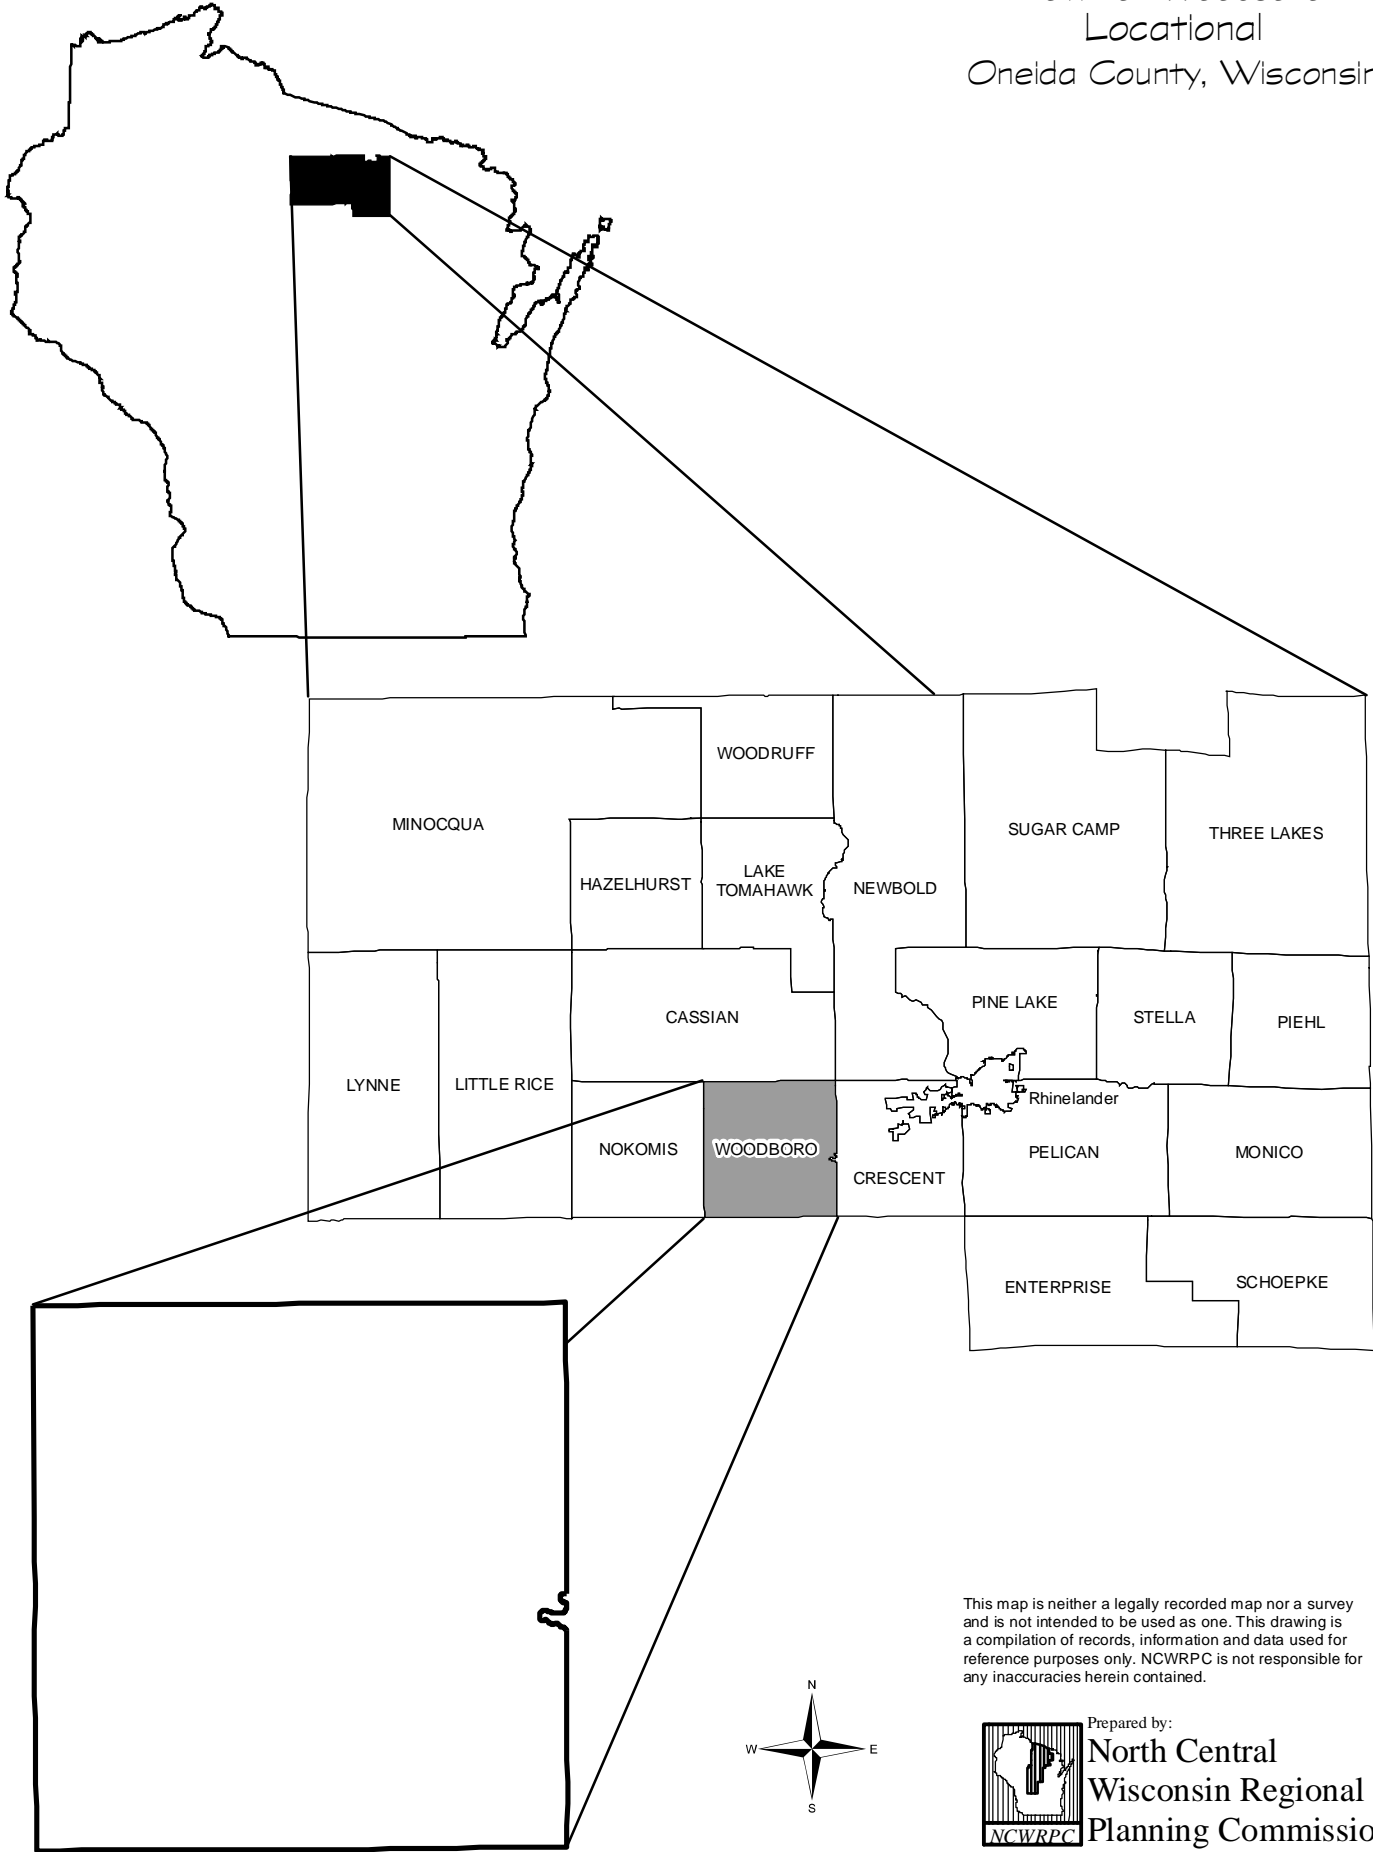 Locational
Oneida County, Wisconsin
WOODRUFF
MINOCQUA
SUGAR CAMP
THREE LAKES
HAZELHURST
LAKE
TOMAHAWK
NEWBOLD
PINE LAKE
CASSIAN
STELLA
PIEHL
LYNNE
LITTLE RICE
Rhinelander
NOKOMIS
WOODBORO
PELICAN
MONICO
CRESCENT
ENTERPRISE
SCHOEPKE
This map is neither a legally recorded map nor a survey
and is not intended to be used as one. This drawing is
a compilation of records, information and data used for
reference purposes only. NCWRPC is not responsible for
any inaccuracies herein contained.
N
W
E
S
Prepared by:
North Central
Wisconsin Regional
Planning Commissio
NCWRPC